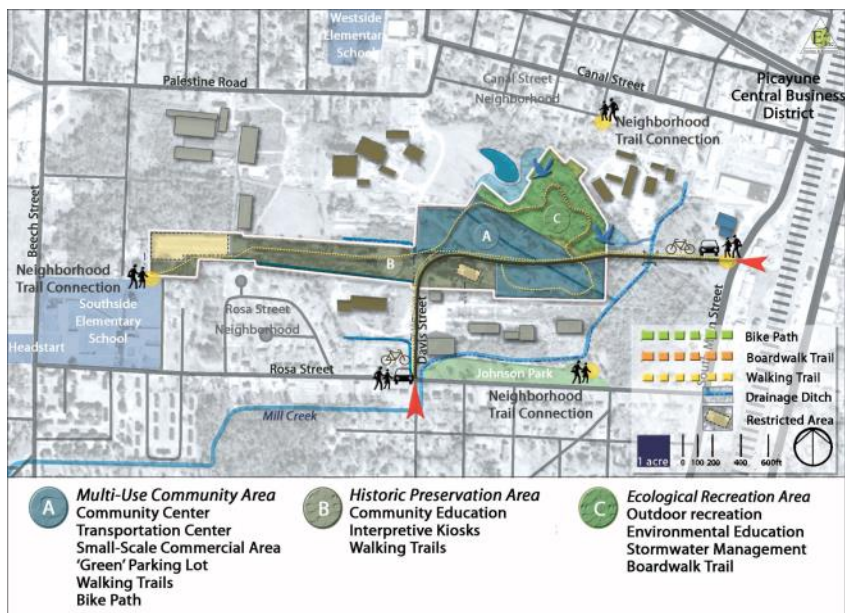 Westside
Elementary
School
E²
Palestine Road
Canal Street
Neighborhood
Canal Street
Picayune
Central Business
District
Neighborhood
Trail Connection
Beech Street
A
C
B
Neighborhood
Trail Connection
Southside
Elementary
School
Headstart
Rosa Street
Neighborhood
Davis Street
South Main Street
Rosa Street
Johnson Park
Neighborhood
Trail Connection
Mill Creek
Bike Path
Boardwalk Trail
Walking Trail
Drainage Ditch
Restricted Area
1 acre
0 100 200 400 600ft
A
Multi-Use Community Area
Community Center
Transportation Center
Small-Scale Commercial Area
'Green' Parking Lot
Walking Trails
Bike Path
B
Historic Preservation Area
Community Education
Interpretive Kiosks
Walking Trails
C
Ecological Recreation Area
Outdoor recreation
Environmental Education
Stormwater Management
Boardwalk Trail